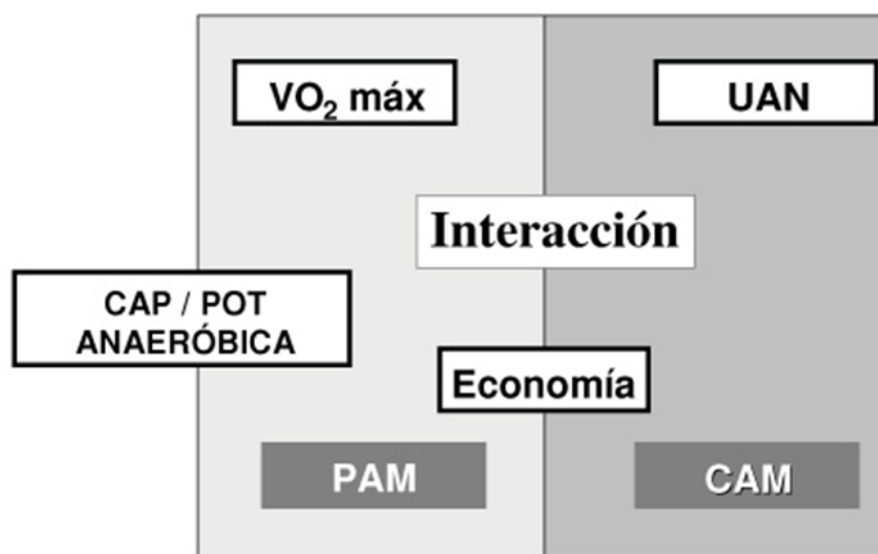 VO₂ máx
UAN
Interacción
CAP / POT
ANAERÓBICA
Economía
PAM
CAM